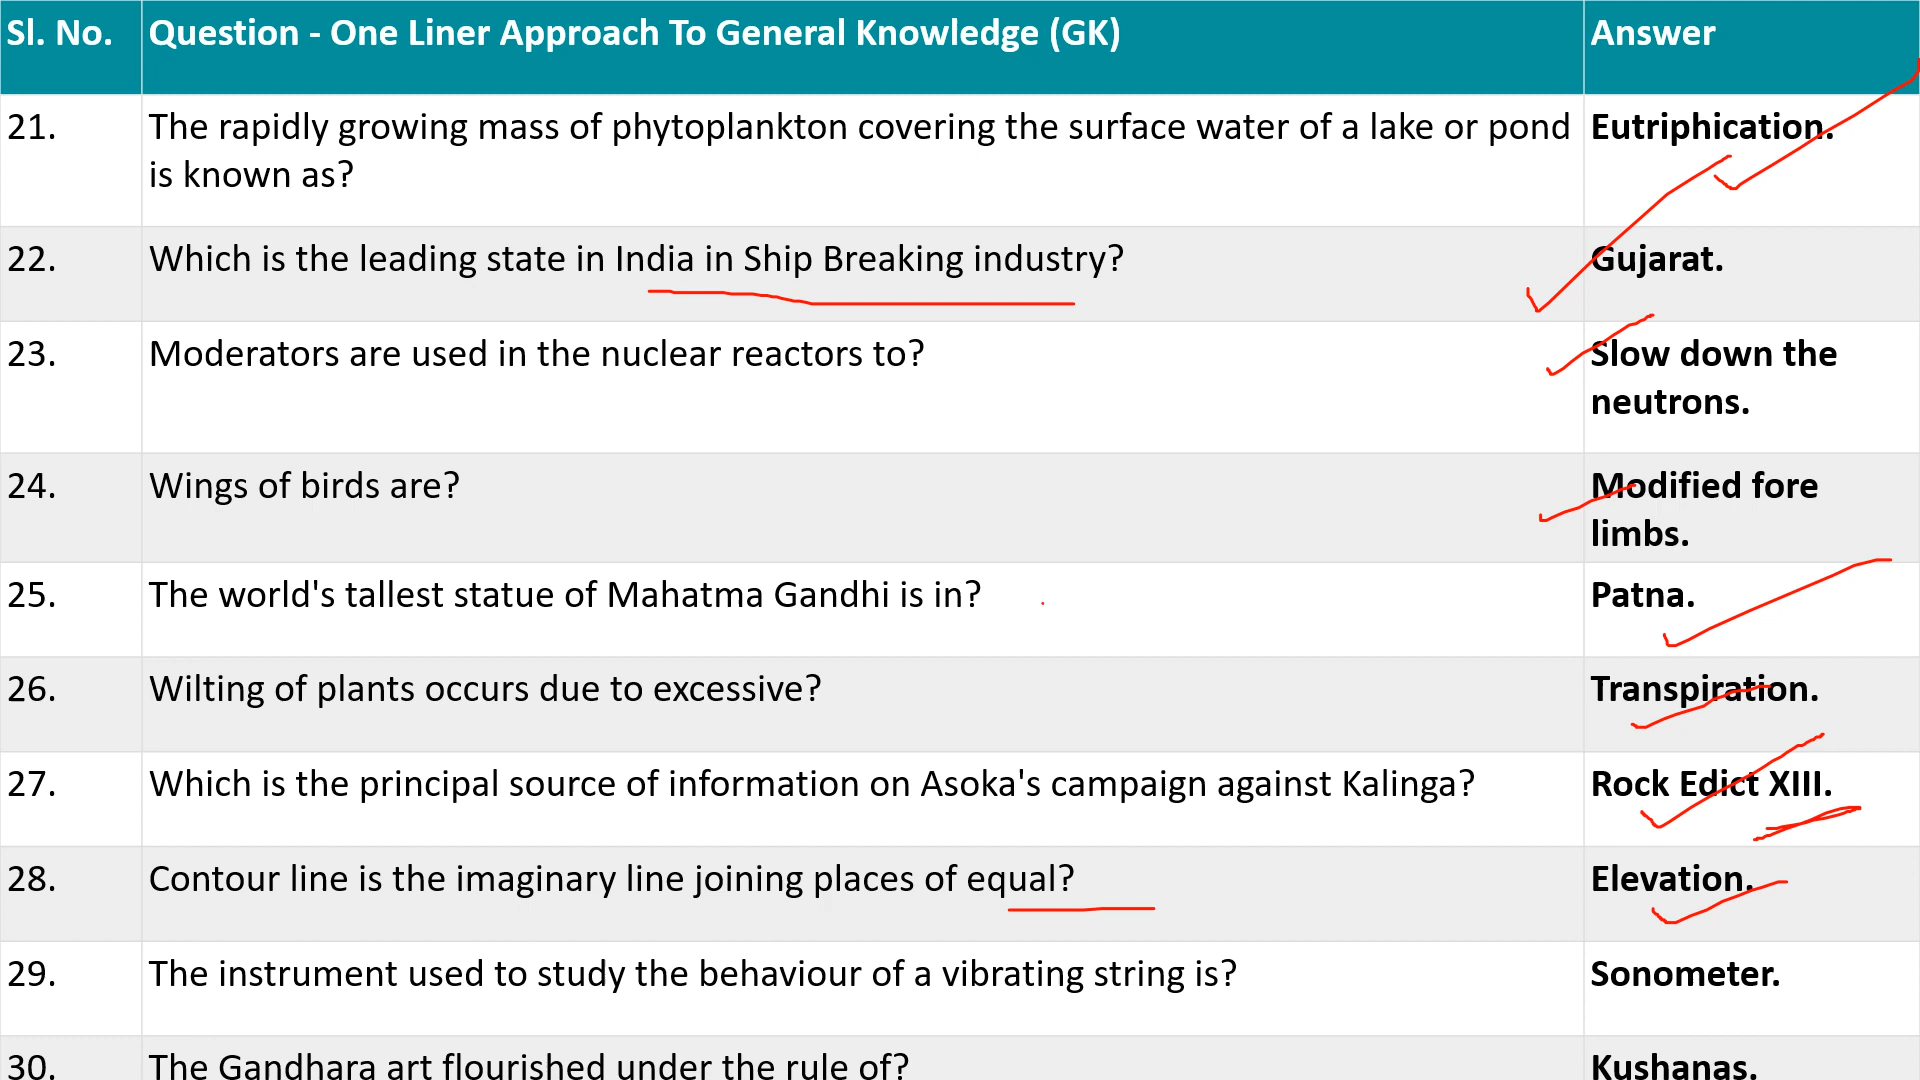 Sl. No. Question - One Liner Approach To General Knowledge (GK) Answer
21. The rapidly growing mass of phytoplankton covering the surface water of a lake or pond Eutriphication.
is known as?
22. Which is the leading state in India in Ship Breaking industry? Gujarat.
23. Moderators are used in the nuclear reactors to? Slow down the
neutrons.
24. Wings of birds are? Modified fore
limbs.
25. The world's tallest statue of Mahatma Gandhi is in? Patna.
26. Wilting of plants occurs due to excessive? Transpiration.
27. Which is the principal source of information on Asoka's campaign against Kalinga? Rock Edict XIII.
28. Contour line is the imaginary line joining places of equal? Elevation.
29. The instrument used to study the behaviour of a vibrating string is? Sonometer.
30. The Gandhara art flourished under the rule of? Kushanas.